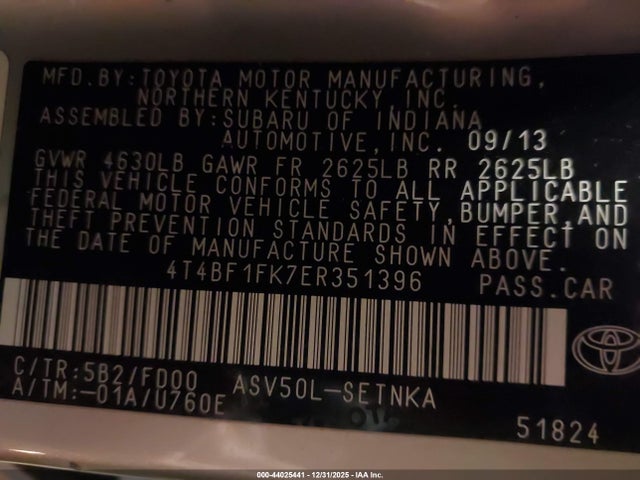 MFD.BY:TOYOTA MOTOR MANUFACTURING,
NORTHERN KENTUCKY,INC.
ASSEMBLED BY:SUBARU OF INDIANA
AUTOMOTIVE,INC. 09/13
GVWR 4630LB GAWR FR 2625LB RR 2625LB
THIS VEHICLE CONFORMS TO ALL APPLICABLE
FEDERAL MOTOR VEHICLE SAFETY,BUMPER,AND
THEFT PREVENTION STANDARDS IN EFFECT ON
THE DATE OF MANUFACTURE SHOWN ABOVE.
4T4BF1FK7ER351396 PASS.CAR
C/TR:5B2/FD00 ASV50L-SETNKA
A/TM:-01A/U760E
TOYOTA
51824
000-44025441 - 12/31/2025 - IAA Inc.